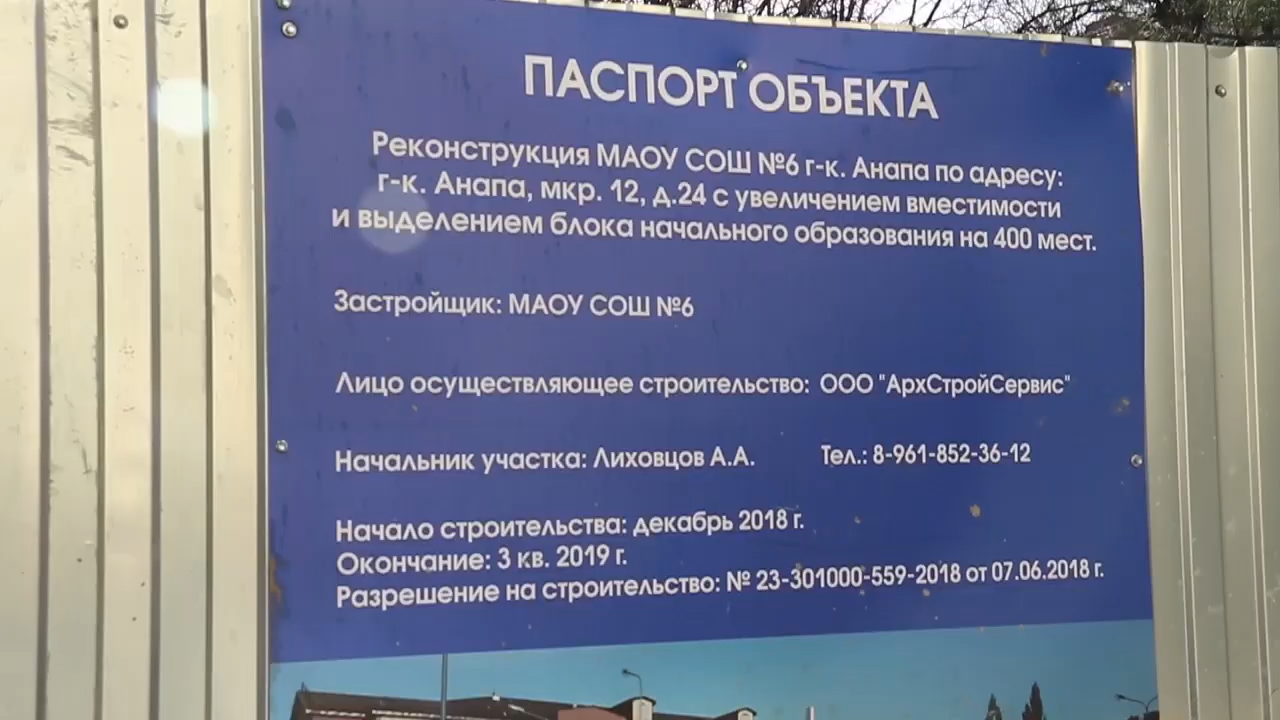 ПАСПОРТ ОБЪЕКТА
Реконструкция МАОУ СОШ №6 г-к. Анапа по адресу:
г-к. Анапа, мкр. 12, д.24 с увеличением вместимости
и выделением блока начального образования на 400 мест.
Застройщик: МАОУ СОШ №6
Лицо осуществляющее строительство: ООО "АрхСтройСервис"
Начальник участка: Лиховцов А.А. Тел.: 8-961-852-36-12
Начало строительства: декабрь 2018 г.
Окончание: 3 кв. 2019 г.
Разрешение на строительство: № 23-301000-559-2018 от 07.06.2018 г.